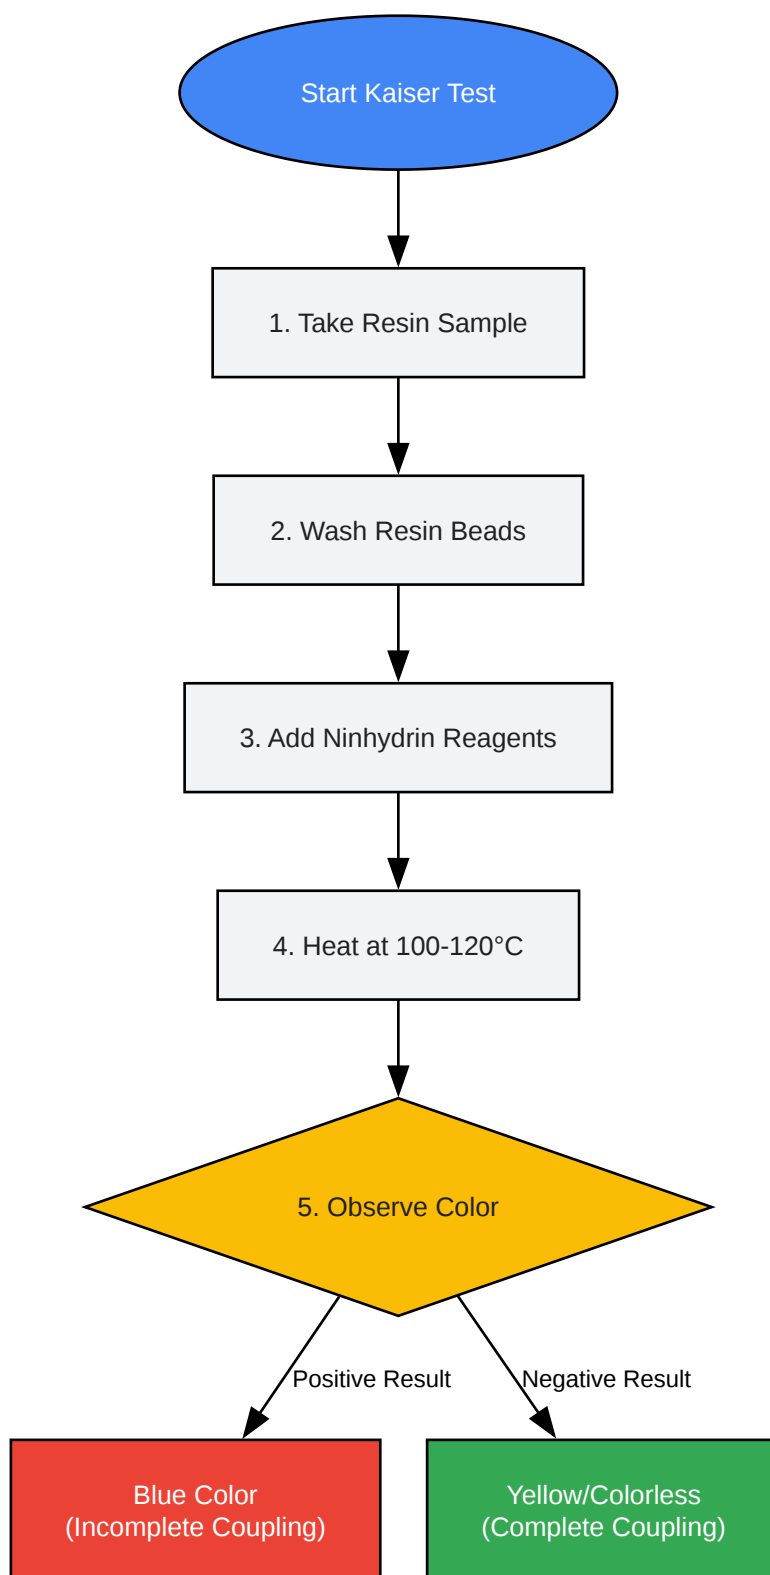 Start Kaiser Test
1. Take Resin Sample
2. Wash Resin Beads
3. Add Ninhydrin Reagents
4. Heat at 100-120°C
5. Observe Color
Positive Result
Negative Result
Blue Color
(Incomplete Coupling)
Yellow/Colorless
(Complete Coupling)